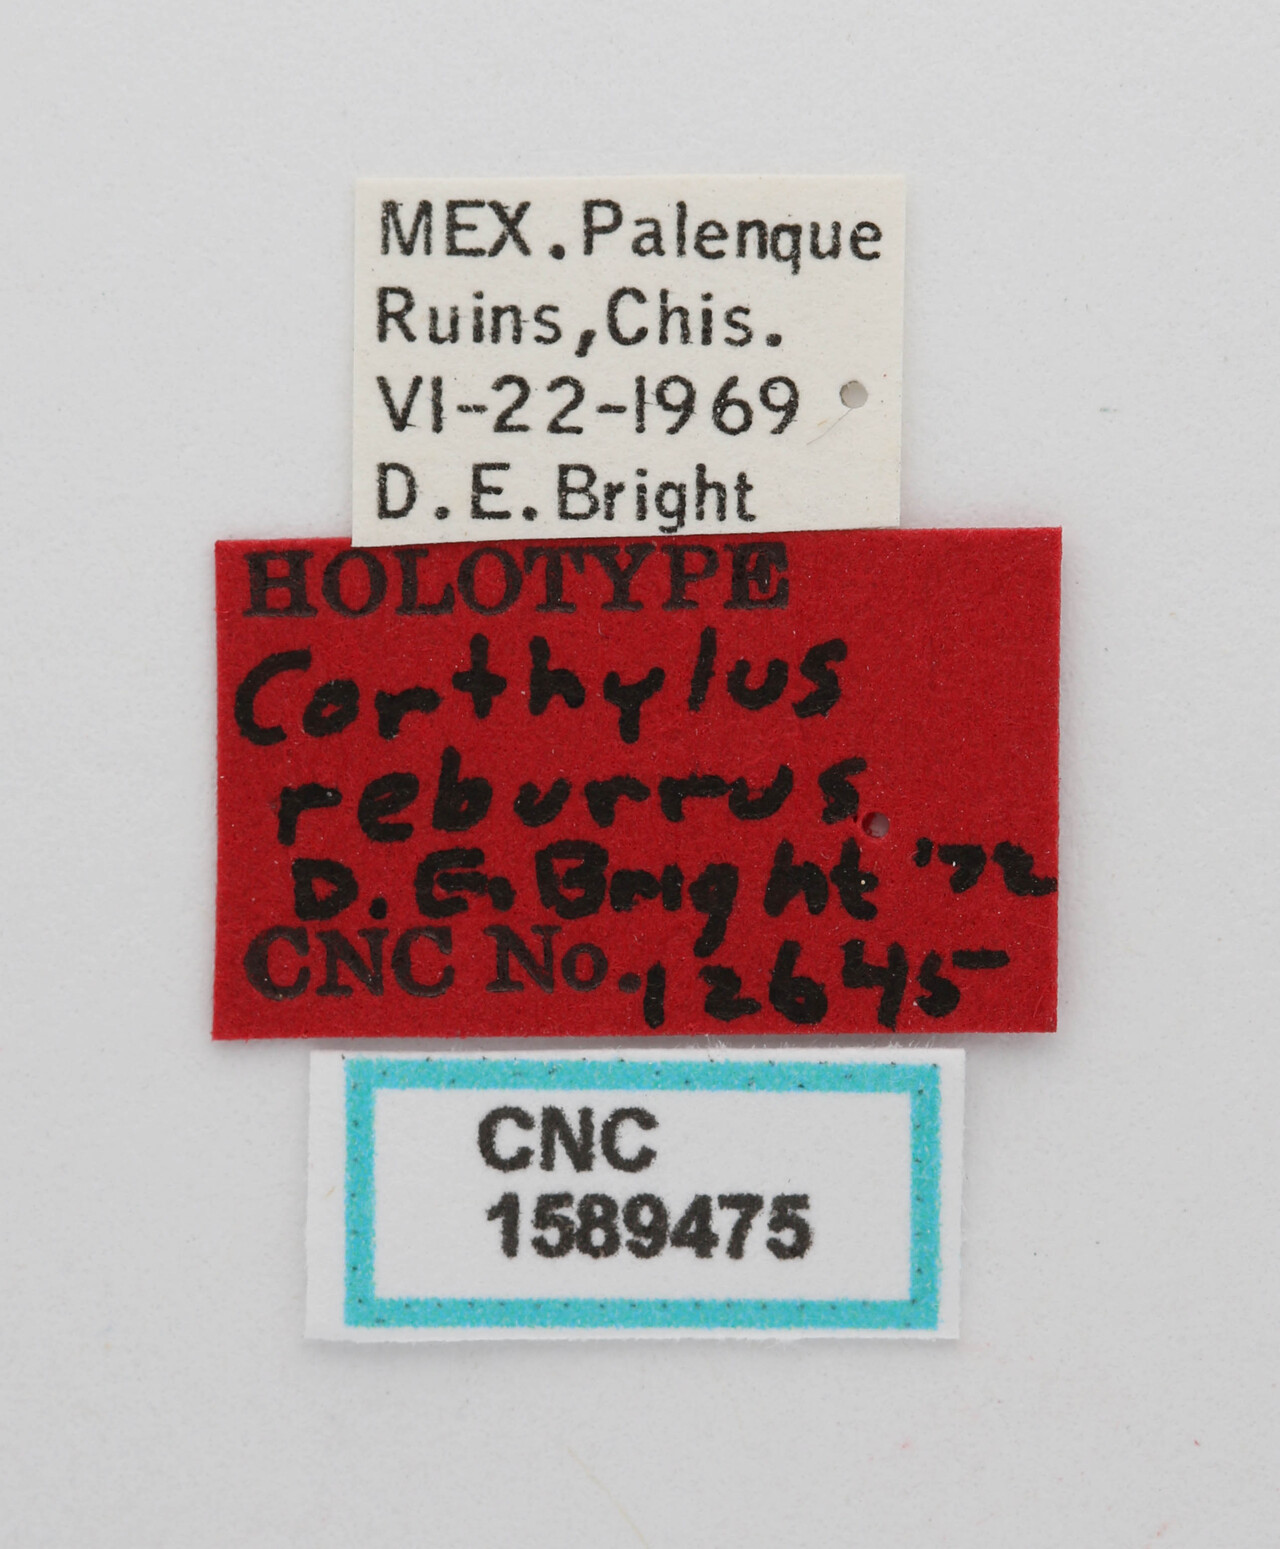 MEX. Palenque
Ruins, Chis.
VI-22-1969
D. E. Bright
HOLOTYPE
Corthylus
reburrus
D. E. Bright '72
CNC No. 12645
CNC
1589475